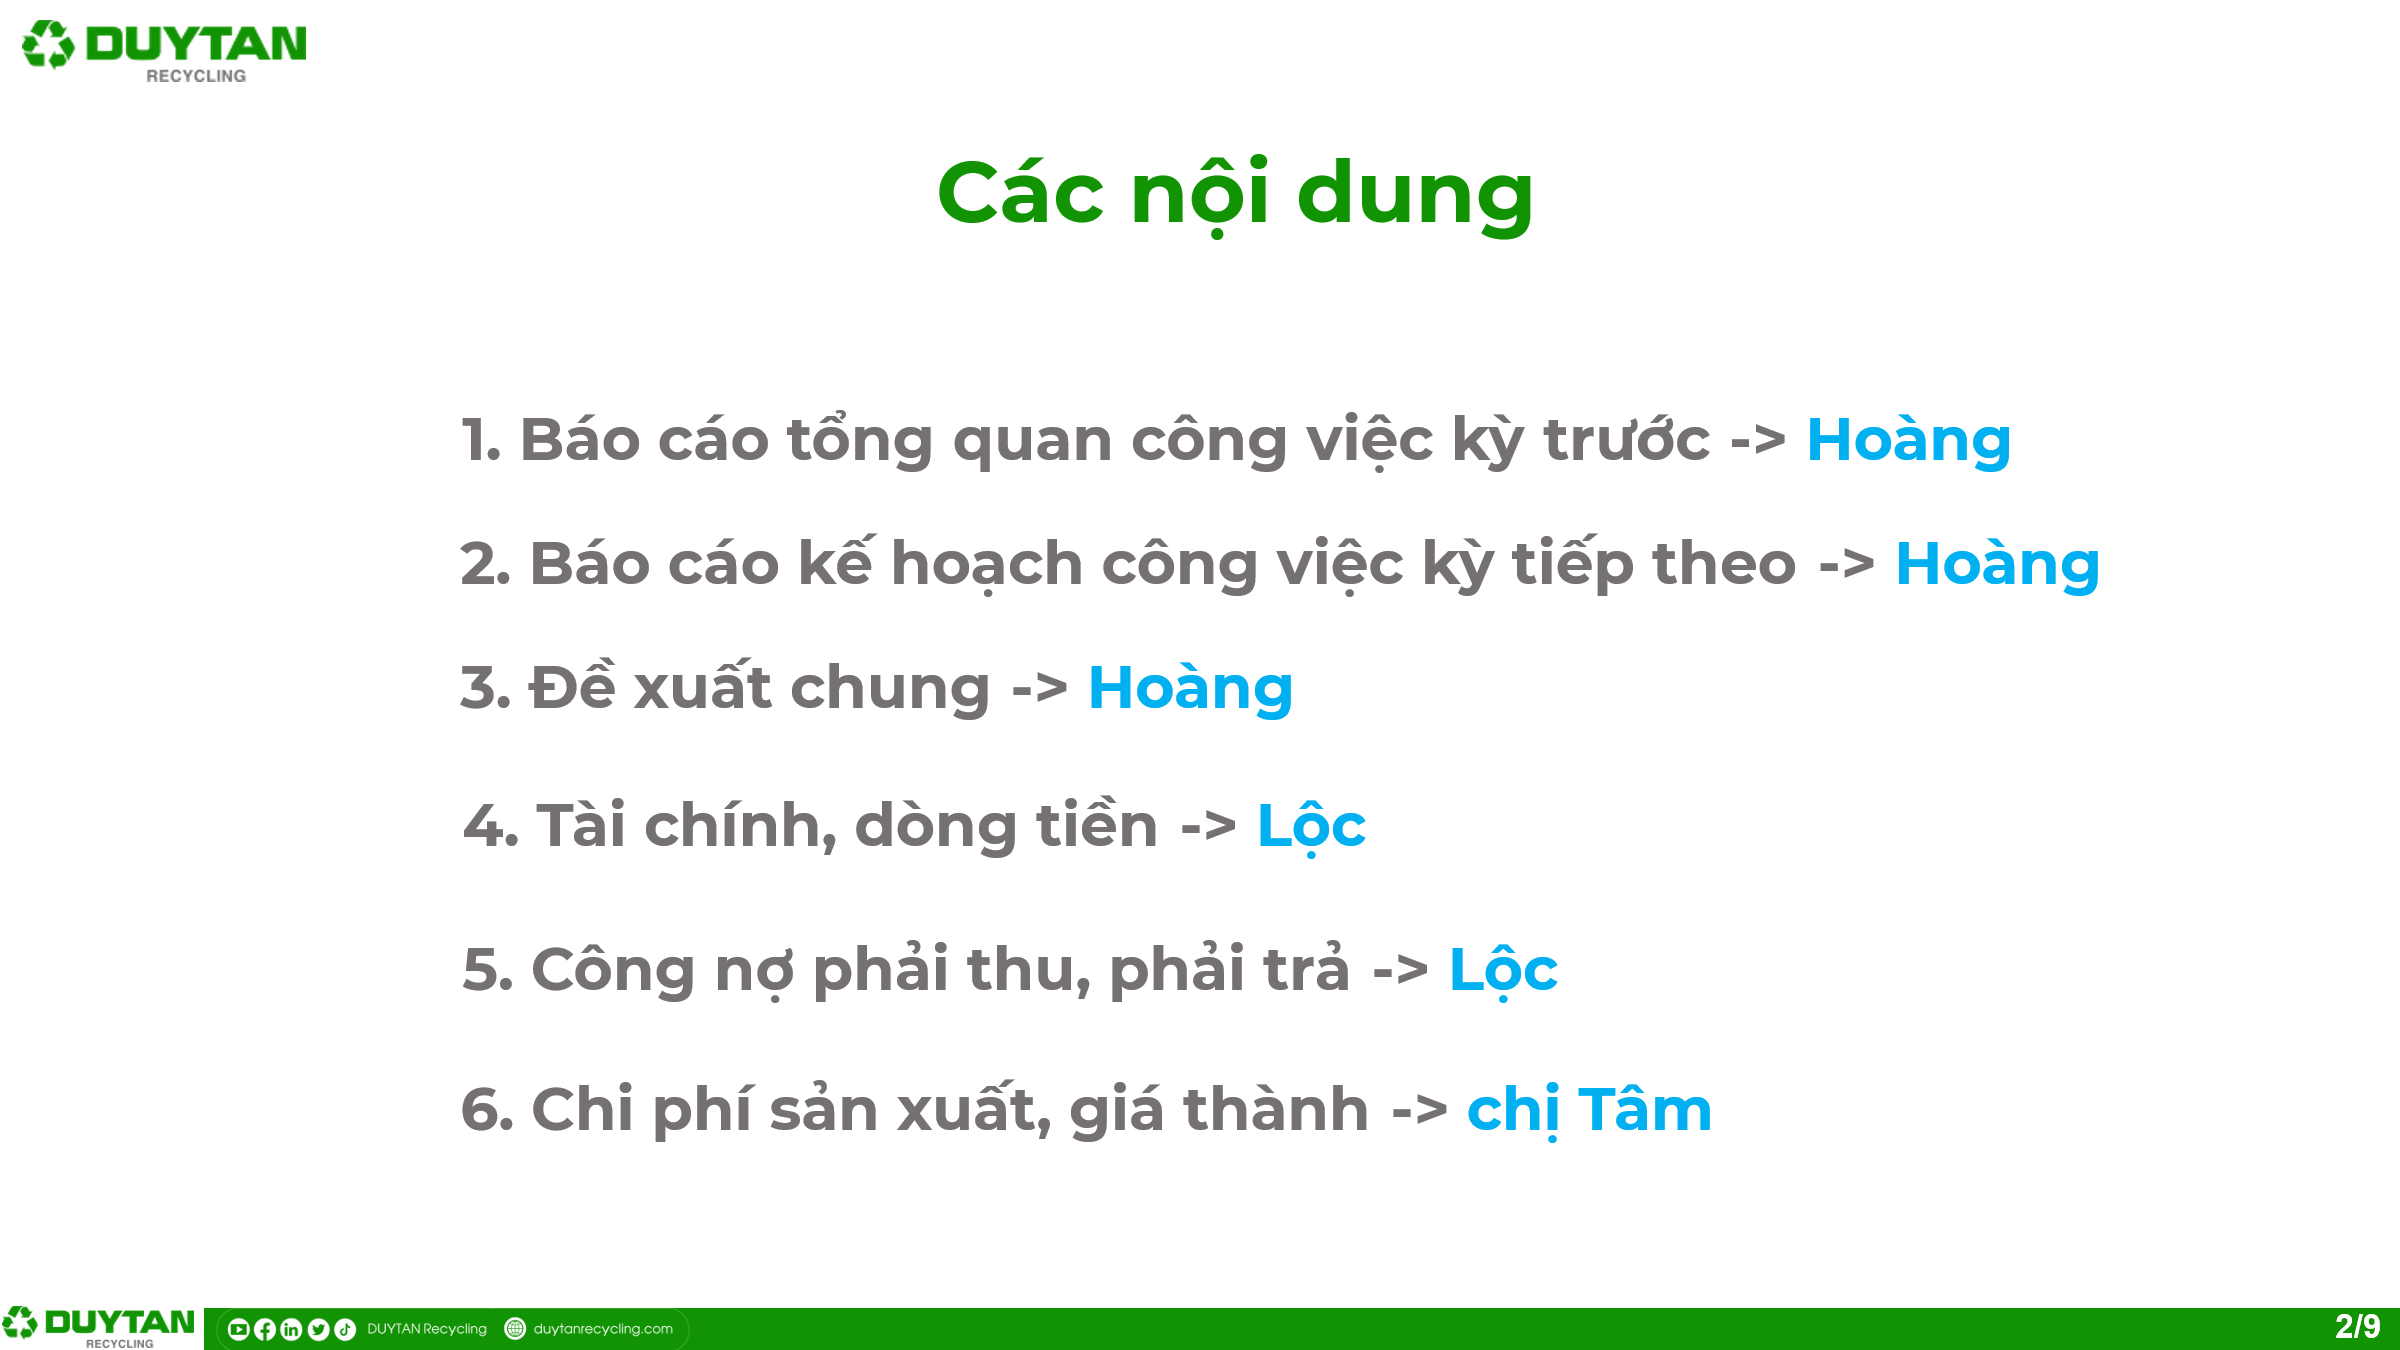 DUYTAN
RECYCLING
Các nội dung
1. Báo cáo tổng quan công việc kỳ trước -> Hoàng
2. Báo cáo kế hoạch công việc kỳ tiếp theo -> Hoàng
3. Đề xuất chung -> Hoàng
4. Tài chính, dòng tiền -> Lộc
5. Công nợ phải thu, phải trả -> Lộc
6. Chi phí sản xuất, giá thành -> chị Tâm
DUYTAN
RECYCLING
DUYTAN Recycling duytanrecycling.com
2/9